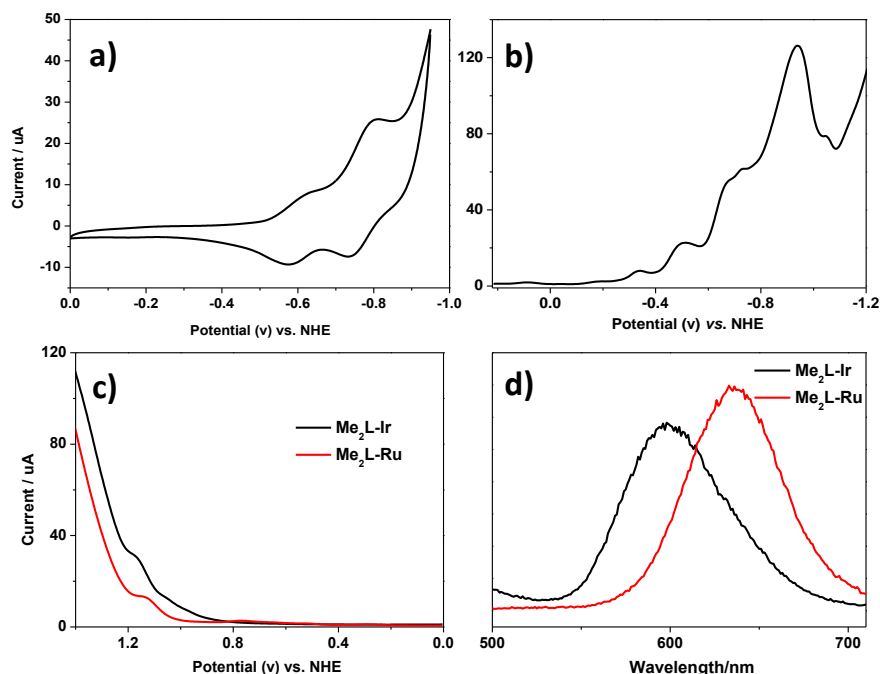 a)
50
40
30
20
10
0
-10
Current / uA
0.0 -0.2 -0.4 -0.6 -0.8 -1.0
Potential (v) vs. NHE
b)
120
80
40
0
0.0 -0.4 -0.8 -1.2
Potential (v) vs. NHE
c)
120
80
40
0
Current / uA
Me₂L-Ir
Me₂L-Ru
1.2 0.8 0.4 0.0
Potential (v) vs. NHE
d)
Me₂L-Ir
Me₂L-Ru
500 600 700
Wavelength/nm